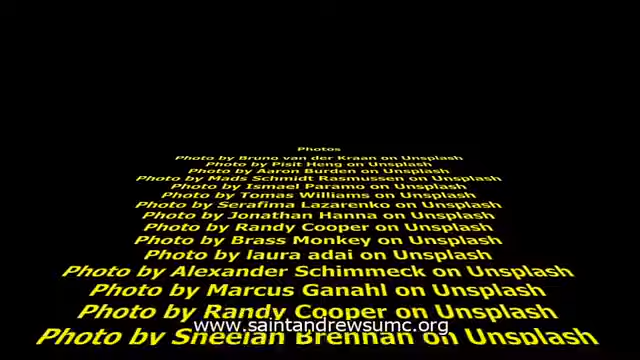 Photos
Photo by Bruno van der Kraan on Unsplash
Photo by Pisit Heng on Unsplash
Photo by Aaron Burden on Unsplash
Photo by Mads Schmidt Rasmussen on Unsplash
Photo by Ismael Paramo on Unsplash
Photo by Tomas Williams on Unsplash
Photo by Serafima Lazarenko on Unsplash
Photo by Jonathan Hanna on Unsplash
Photo by Randy Cooper on Unsplash
Photo by Brass Monkey on Unsplash
Photo by laura adai on Unsplash
Photo by Alexander Schimmeck on Unsplash
Photo by Marcus Ganahl on Unsplash
Photo by Randy Cooper on Unsplash
www.saintandrewsumc.org
Photo by Sheelah Brennan on Unsplash